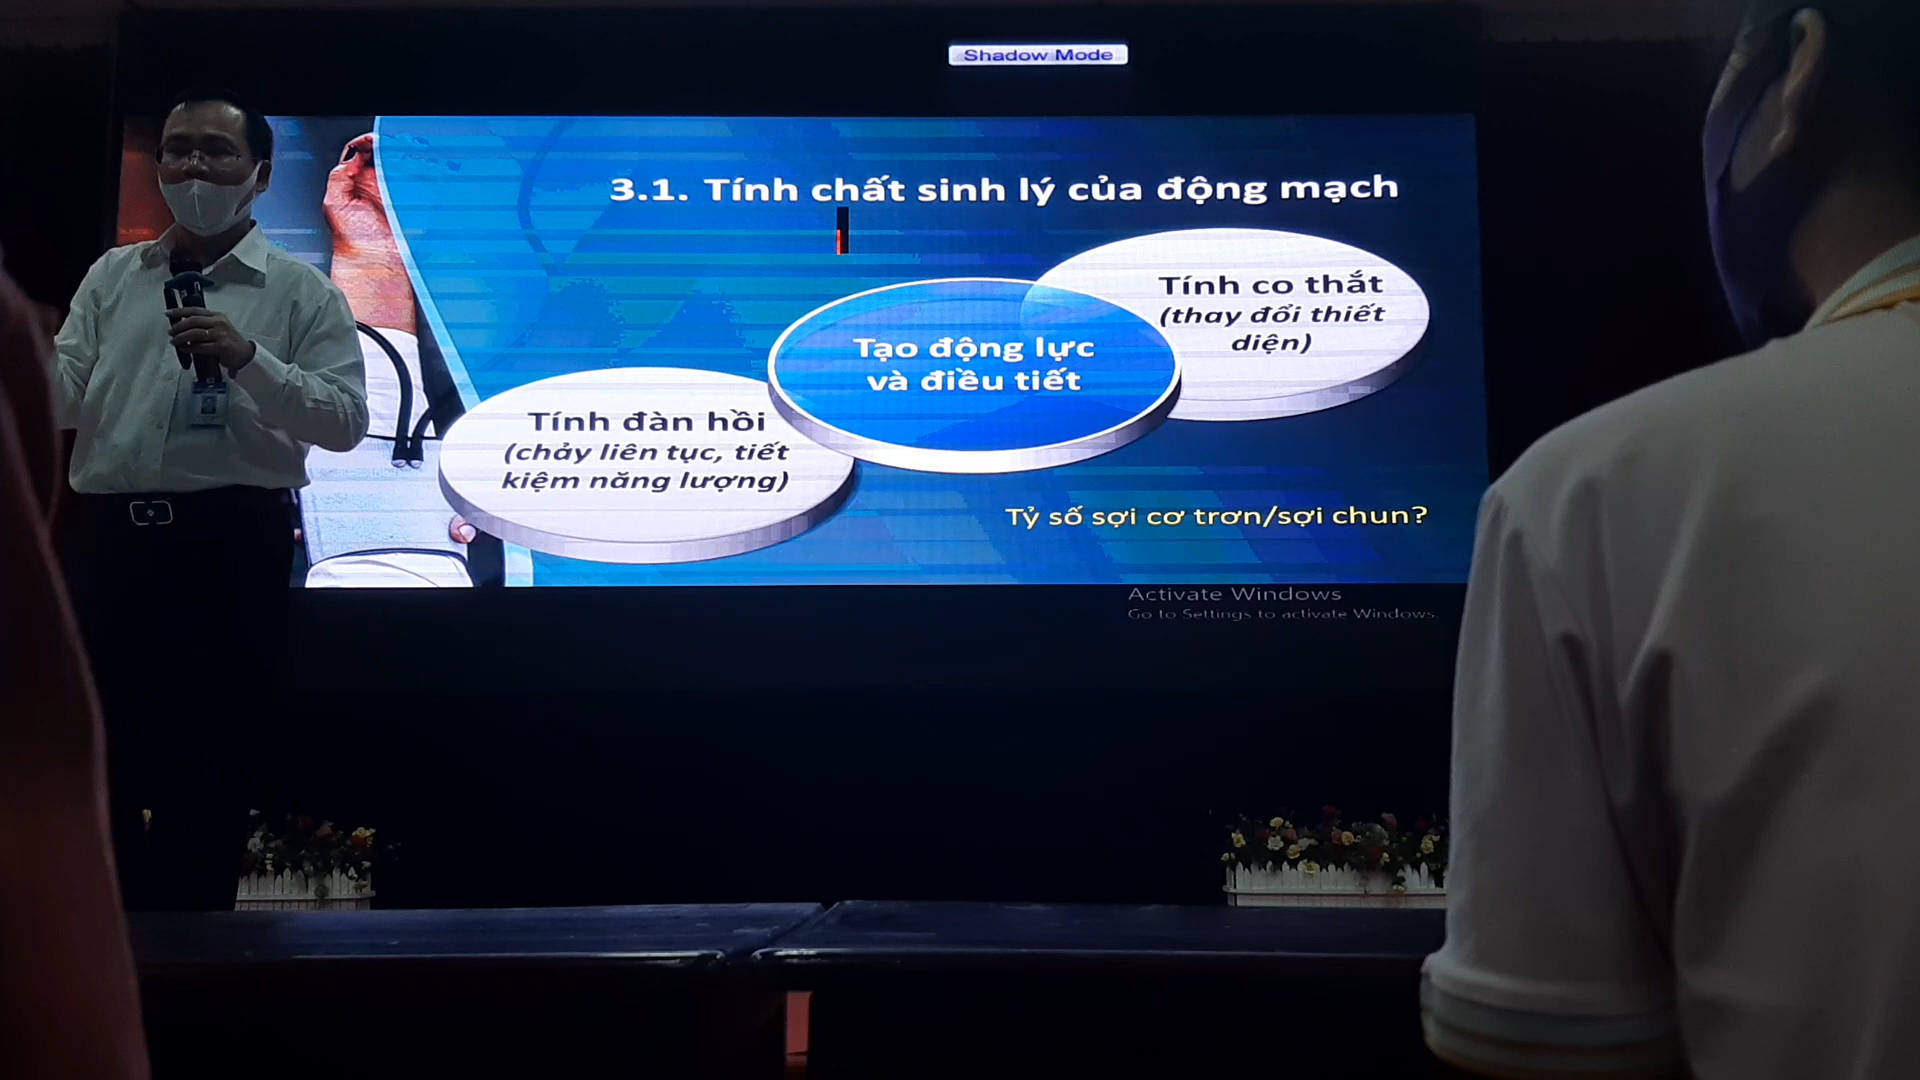 Shadow Mode
3.1. Tính chất sinh lý của động mạch
Tính co thắt
(thay đổi thiết
diện)
Tạo động lực
và điều tiết
Tính đàn hồi
(chảy liên tục, tiết
kiệm năng lượng)
Tỷ số sợi cơ trơn/sợi chun?
Activate Windows
Go to Settings to activate Windows.